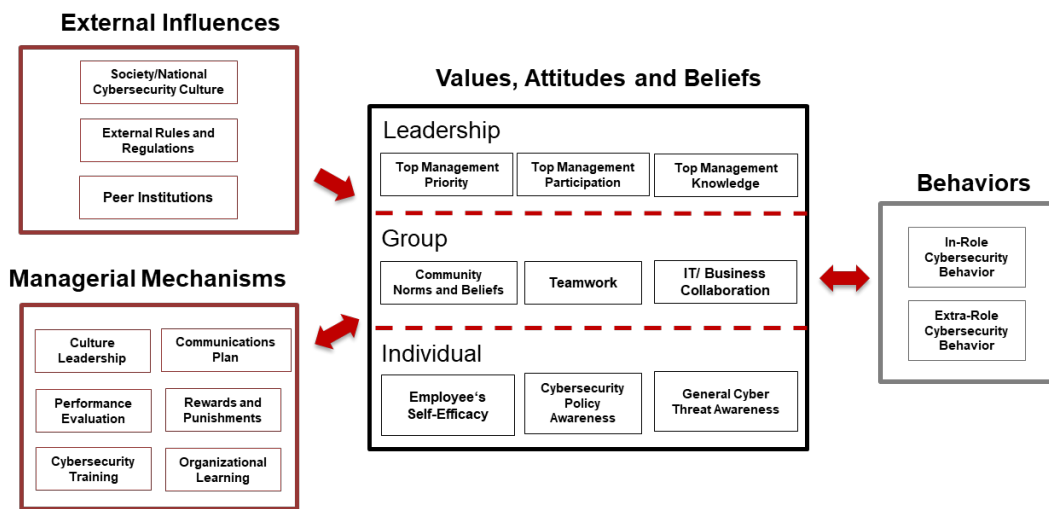 External Influences
Society/National
Cybersecurity Culture
External Rules and
Regulations
Peer Institutions
Managerial Mechanisms
Culture
Leadership
Communications
Plan
Performance
Evaluation
Rewards and
Punishments
Cybersecurity
Training
Organizational
Learning
Values, Attitudes and Beliefs
Leadership
Top Management
Priority
Top Management
Participation
Top Management
Knowledge
Group
Community
Norms and Beliefs
Teamwork
IT/ Business
Collaboration
Individual
Employee‘s
Self-Efficacy
Cybersecurity
Policy
Awareness
General Cyber
Threat Awareness
Behaviors
In-Role
Cybersecurity
Behavior
Extra-Role
Cybersecurity
Behavior